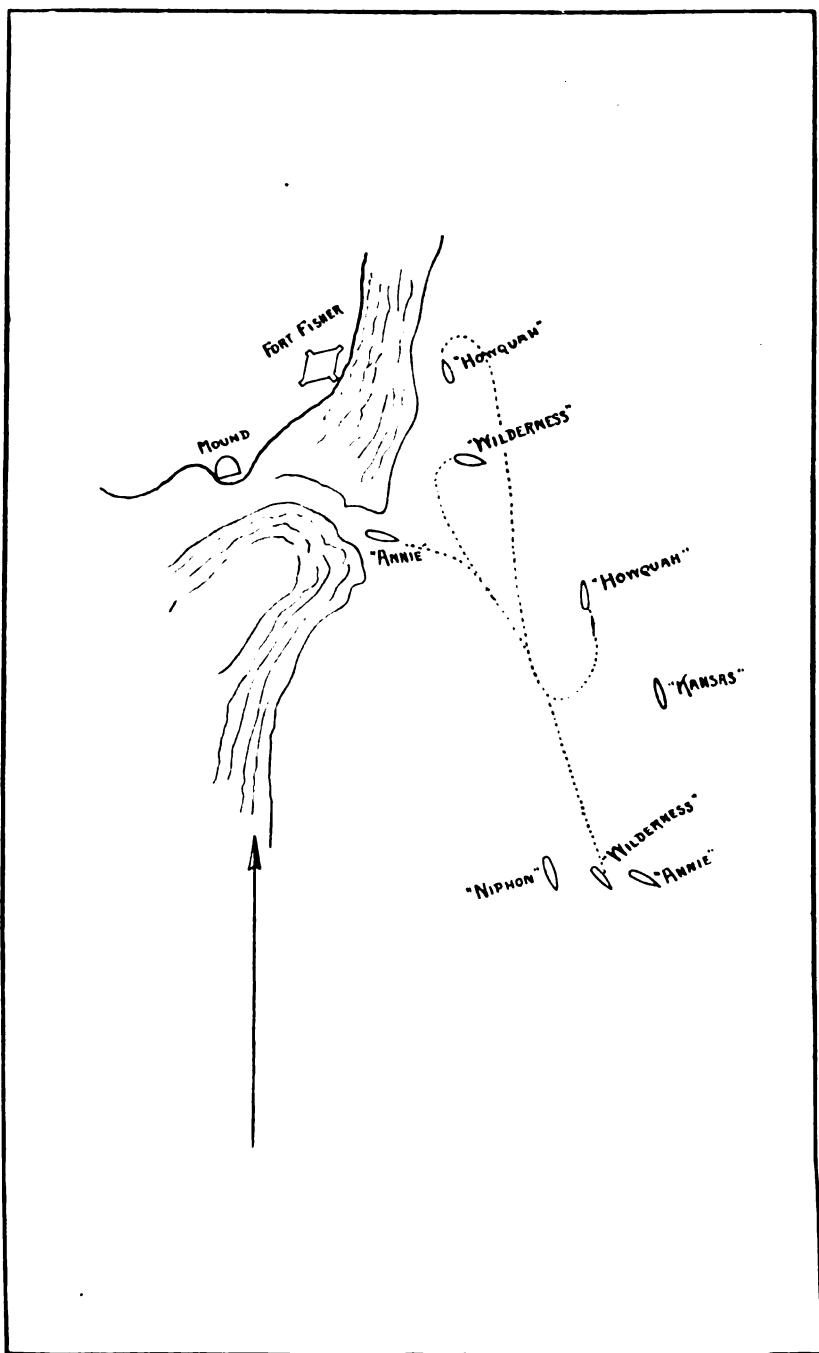 FORT FISHER
"HOWQUAH"
MOUND
"WILDERNESS"
"ANNIE"
"HOWQUAH"
"KANSAS"
"WILDERNESS"
"NIPHON"
"ANNIE"